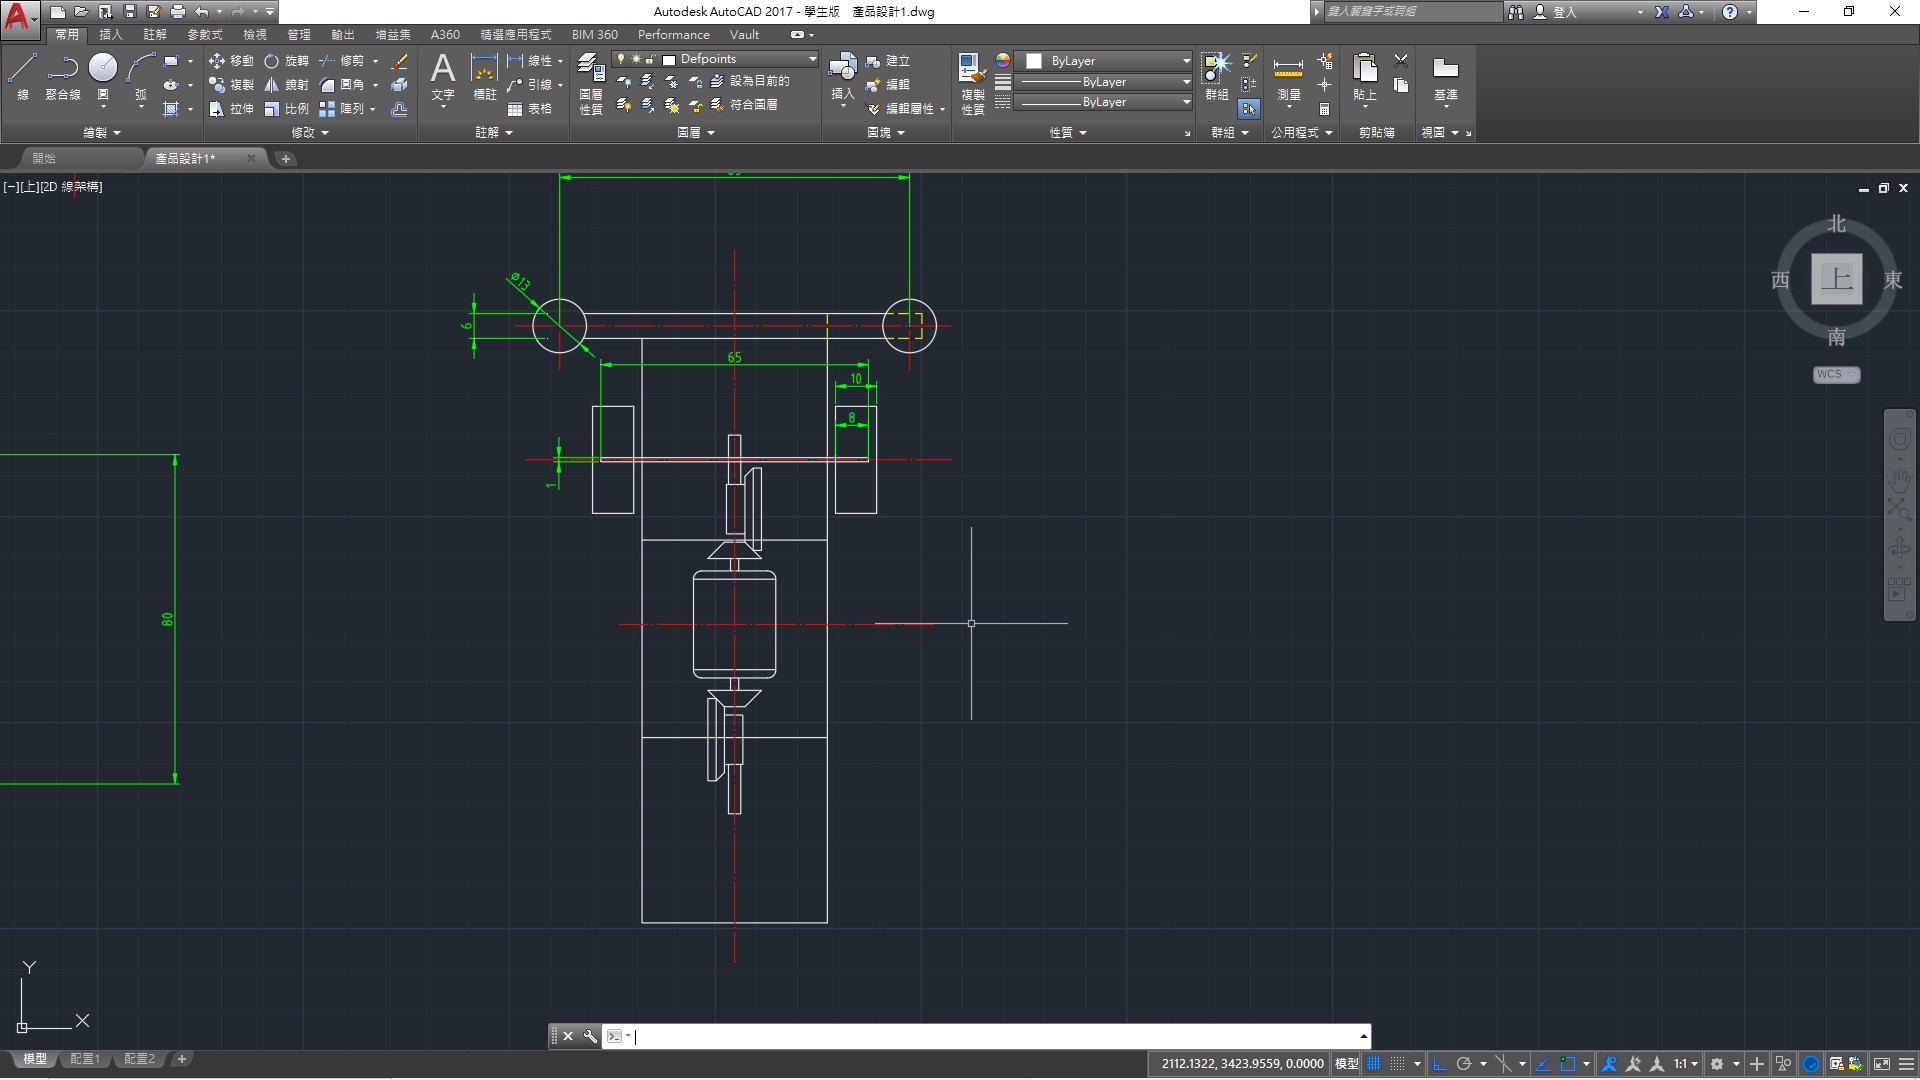 Autodesk AutoCAD 2017 - 學生版 產品設計1.dwg
鍵入關鍵字或詞組
登入
常用 插入 註解 參數式 檢視 管理 輸出 增益集 A360 精選應用程式 BIM 360 Performance Vault
線 聚合線 圓 弧
移動 旋轉 修剪
複製 鏡射 圓角
拉伸 比例 陣列
文字 標註
線性
引線
表格
圖層性質
Defpoints
設為目前的
符合圖層
插入
建立
編輯
編輯屬性
複製性質
ByLayer
ByLayer
ByLayer
群組
測量
貼上
基準
繪製 修改 註解 圖層 圖塊 性質 群組 公用程式 剪貼簿 視圖
開始 產品設計1*
[−][上][2D 線架構]
北
西 上 東
南
WCS
ø13
6
65
10
8
1
80
Y
X
模型 配置1 配置2
2112.1322, 3423.9559, 0.0000 模型 1:1